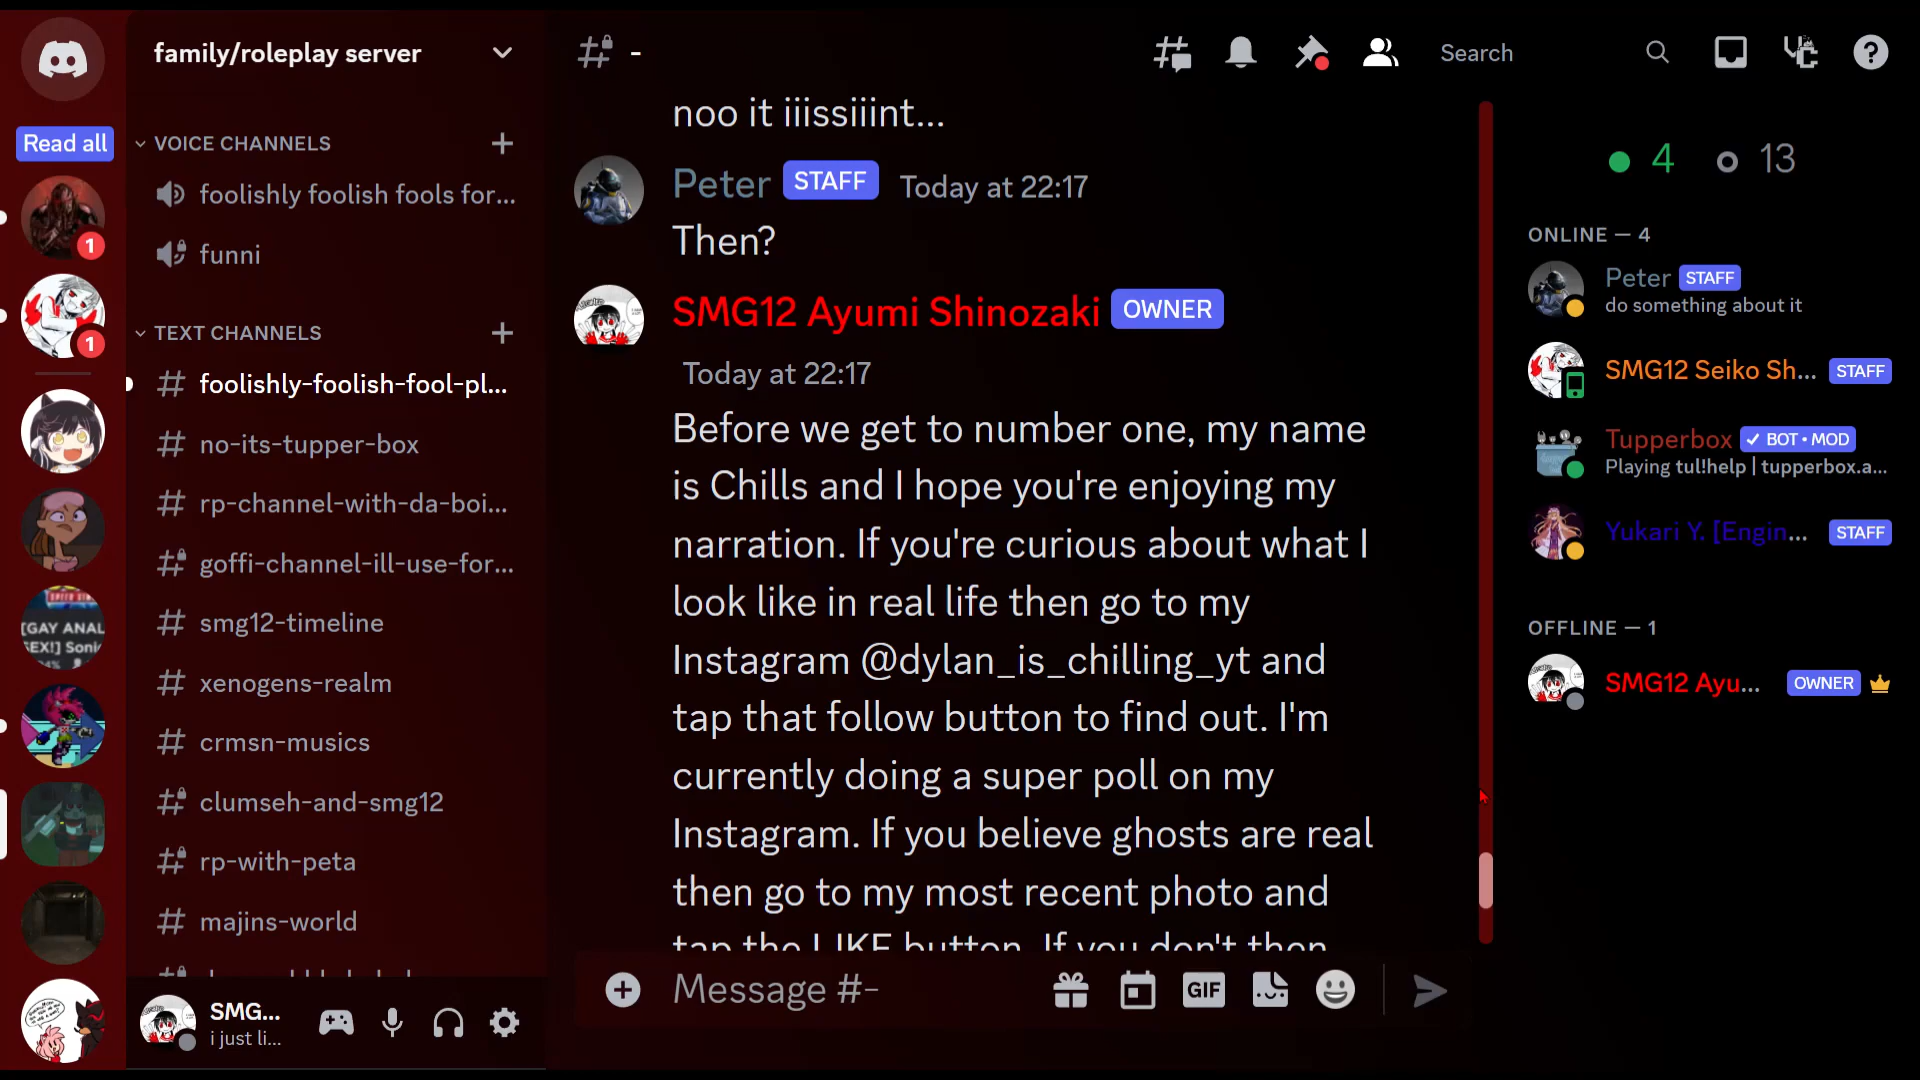 family/roleplay server
Read all
VOICE CHANNELS
foolishly foolish fools for...
funni
TEXT CHANNELS
foolishly-foolish-fool-pl...
no-its-tupper-box
rp-channel-with-da-boi...
goffi-channel-ill-use-for...
smg12-timeline
xenogens-realm
crmsn-musics
clumseh-and-smg12
rp-with-peta
majins-world
1
1
[GAY ANAL
SEX!] Soni
SMG...
i just li...
-
Search
noo it iiissiiint...
Peter STAFF Today at 22:17
Then?
SMG12 Ayumi Shinozaki OWNER
Today at 22:17
Before we get to number one, my name
is Chills and I hope you're enjoying my
narration. If you're curious about what I
look like in real life then go to my
Instagram @dylan_is_chilling_yt and
tap that follow button to find out. I'm
currently doing a super poll on my
Instagram. If you believe ghosts are real
then go to my most recent photo and
tap the LIKE button. If you don't then
Message #-
GIF
4 13
ONLINE — 4
Peter STAFF
do something about it
SMG12 Seiko Sh... STAFF
Tupperbox ✓ BOT • MOD
Playing tul!help | tupperbox.a...
Yukari Y. [Engin... STAFF
OFFLINE — 1
SMG12 Ayu... OWNER